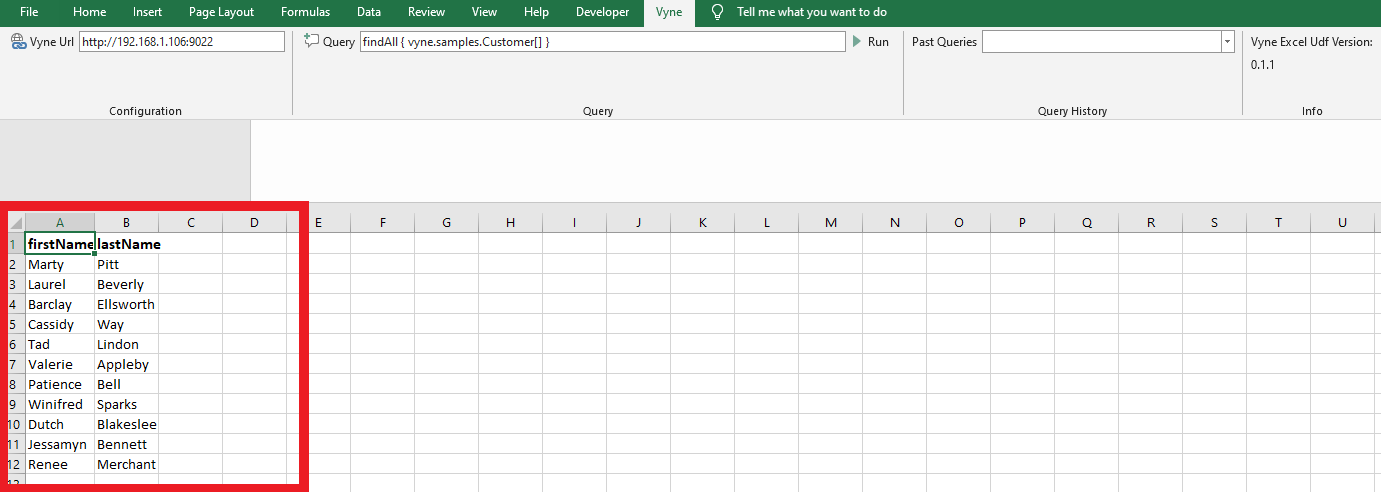 File Home Insert Page Layout Formulas Data Review View Help Developer Vyne Tell me what you want to do
Vyne Url http://192.168.1.106:9022 Query findAll { vyne.samples.Customer[] } Run Past Queries Vyne Excel Udf Version:
0.1.1
Configuration Query Query History Info
A B C D E F G H I J K L M N O P Q R S T U
1 firstName lastName
2 Marty Pitt
3 Laurel Beverly
4 Barclay Ellsworth
5 Cassidy Way
6 Tad Lindon
7 Valerie Appleby
8 Patience Bell
9 Winifred Sparks
10 Dutch Blakeslee
11 Jessamyn Bennett
12 Renee Merchant
13